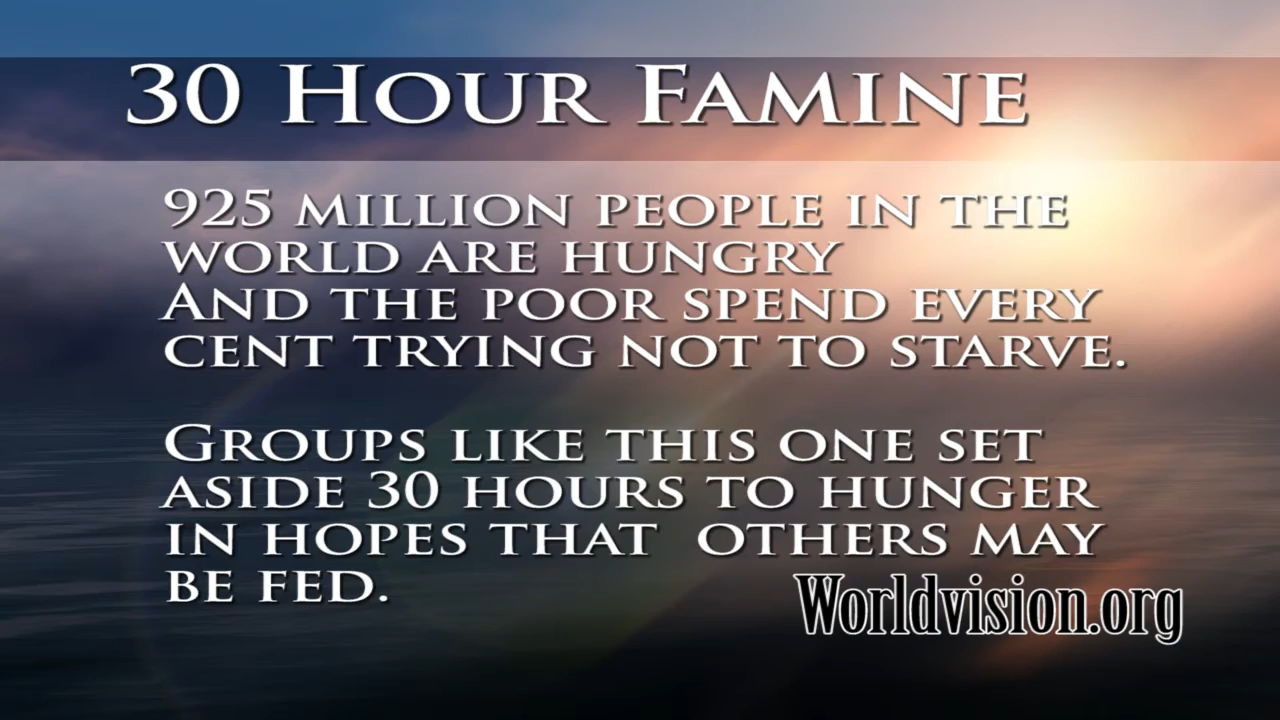 30 Hour Famine
925 million people in the
world are hungry
And the poor spend every
cent trying not to starve.
Groups like this one set
aside 30 hours to hunger
in hopes that others may
be fed.
Worldvision.org